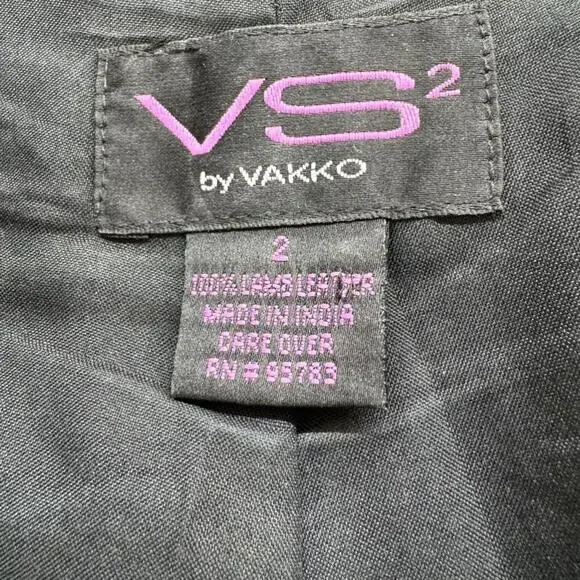 VS²
by VAKKO
2
100% LAMB LEATHER
MADE IN INDIA
CARE OVER
RN # 95783